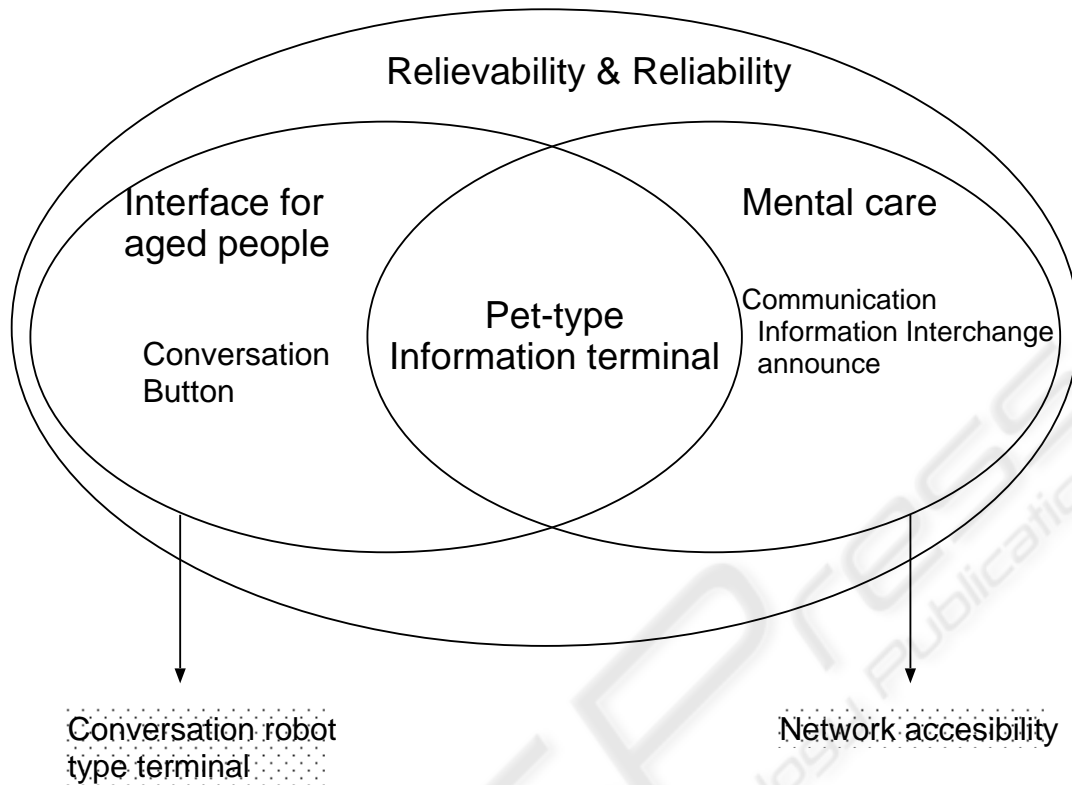 Relievability & Reliability
Interface for
aged people
Mental care
Pet-type
Information terminal
Communication
Information Interchange
announce
Conversation
Button
Conversation robot
type terminal
Network accesibility